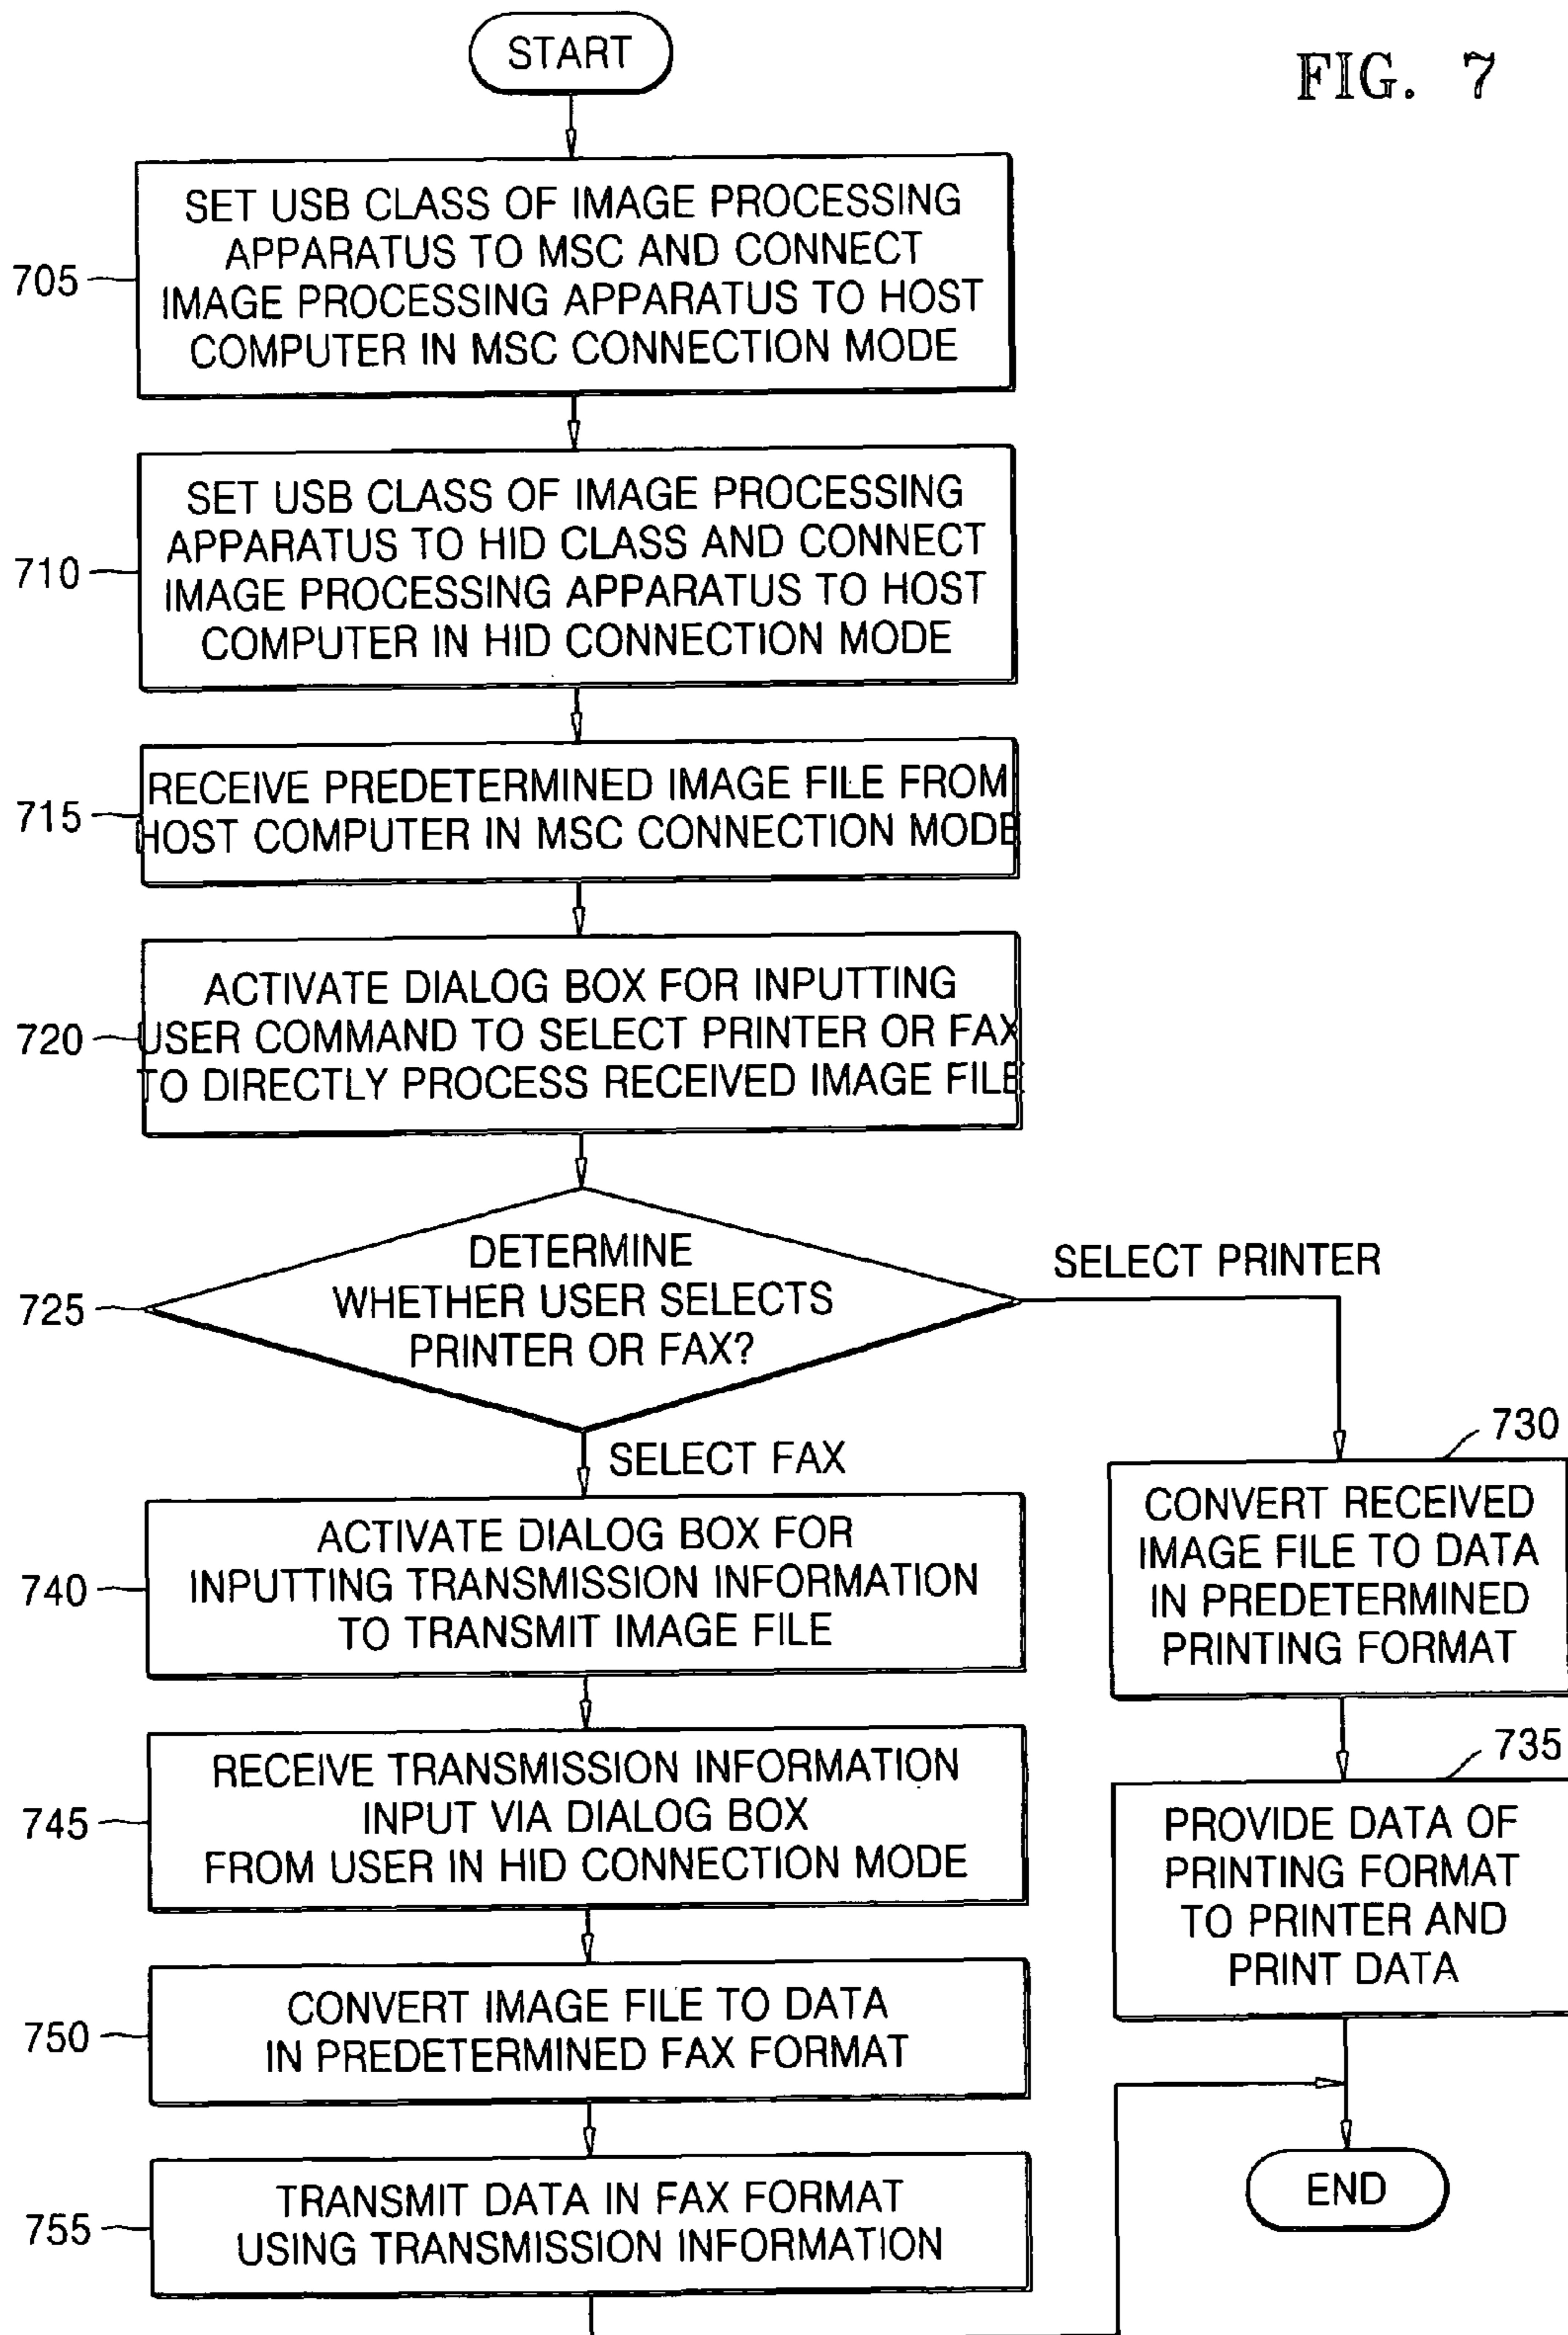 START
FIG. 7
705
SET USB CLASS OF IMAGE PROCESSING
APPARATUS TO MSC AND CONNECT
IMAGE PROCESSING APPARATUS TO HOST
COMPUTER IN MSC CONNECTION MODE
710
SET USB CLASS OF IMAGE PROCESSING
APPARATUS TO HID CLASS AND CONNECT
IMAGE PROCESSING APPARATUS TO HOST
COMPUTER IN HID CONNECTION MODE
715
RECEIVE PREDETERMINED IMAGE FILE FROM
HOST COMPUTER IN MSC CONNECTION MODE
720
ACTIVATE DIALOG BOX FOR INPUTTING
USER COMMAND TO SELECT PRINTER OR FAX
TO DIRECTLY PROCESS RECEIVED IMAGE FILE
725
DETERMINE
WHETHER USER SELECTS
PRINTER OR FAX?
SELECT PRINTER
SELECT FAX
730
CONVERT RECEIVED
IMAGE FILE TO DATA
IN PREDETERMINED
PRINTING FORMAT
735
PROVIDE DATA OF
PRINTING FORMAT
TO PRINTER AND
PRINT DATA
740
ACTIVATE DIALOG BOX FOR
INPUTTING TRANSMISSION INFORMATION
TO TRANSMIT IMAGE FILE
745
RECEIVE TRANSMISSION INFORMATION
INPUT VIA DIALOG BOX
FROM USER IN HID CONNECTION MODE
750
CONVERT IMAGE FILE TO DATA
IN PREDETERMINED FAX FORMAT
755
TRANSMIT DATA IN FAX FORMAT
USING TRANSMISSION INFORMATION
END